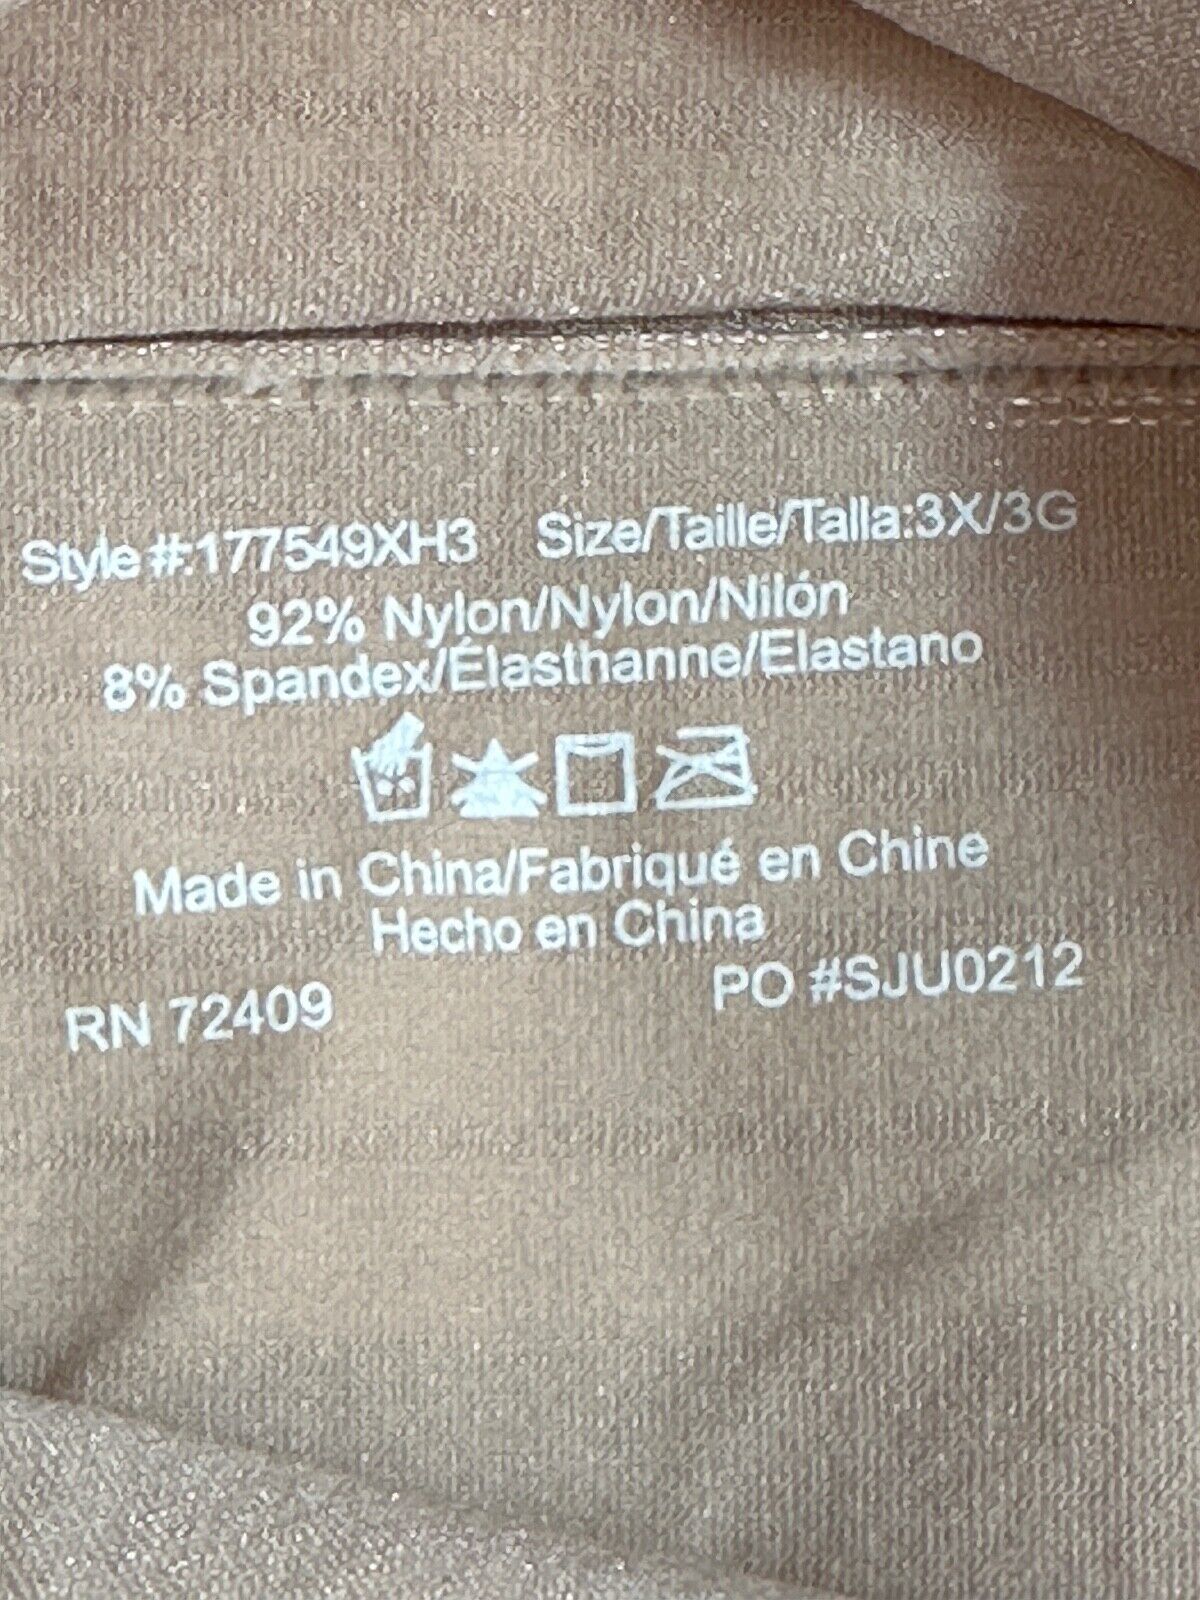 Style #:177549XH3 Size/Taille/Talla:3X/3G
92% Nylon/Nylon/Nilón
8% Spandex/Élasthanne/Elastano
Made in China/Fabriqué en Chine
Hecho en China
RN 72409 PO #SJU0212